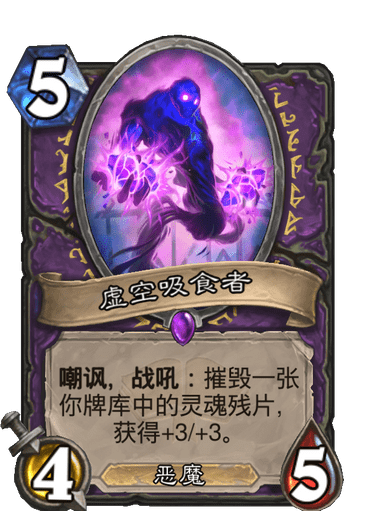 5
虚空吸食者
嘲讽，战吼：摧毁一张
你牌库中的灵魂残片，
获得+3/+3。
4
恶魔
5